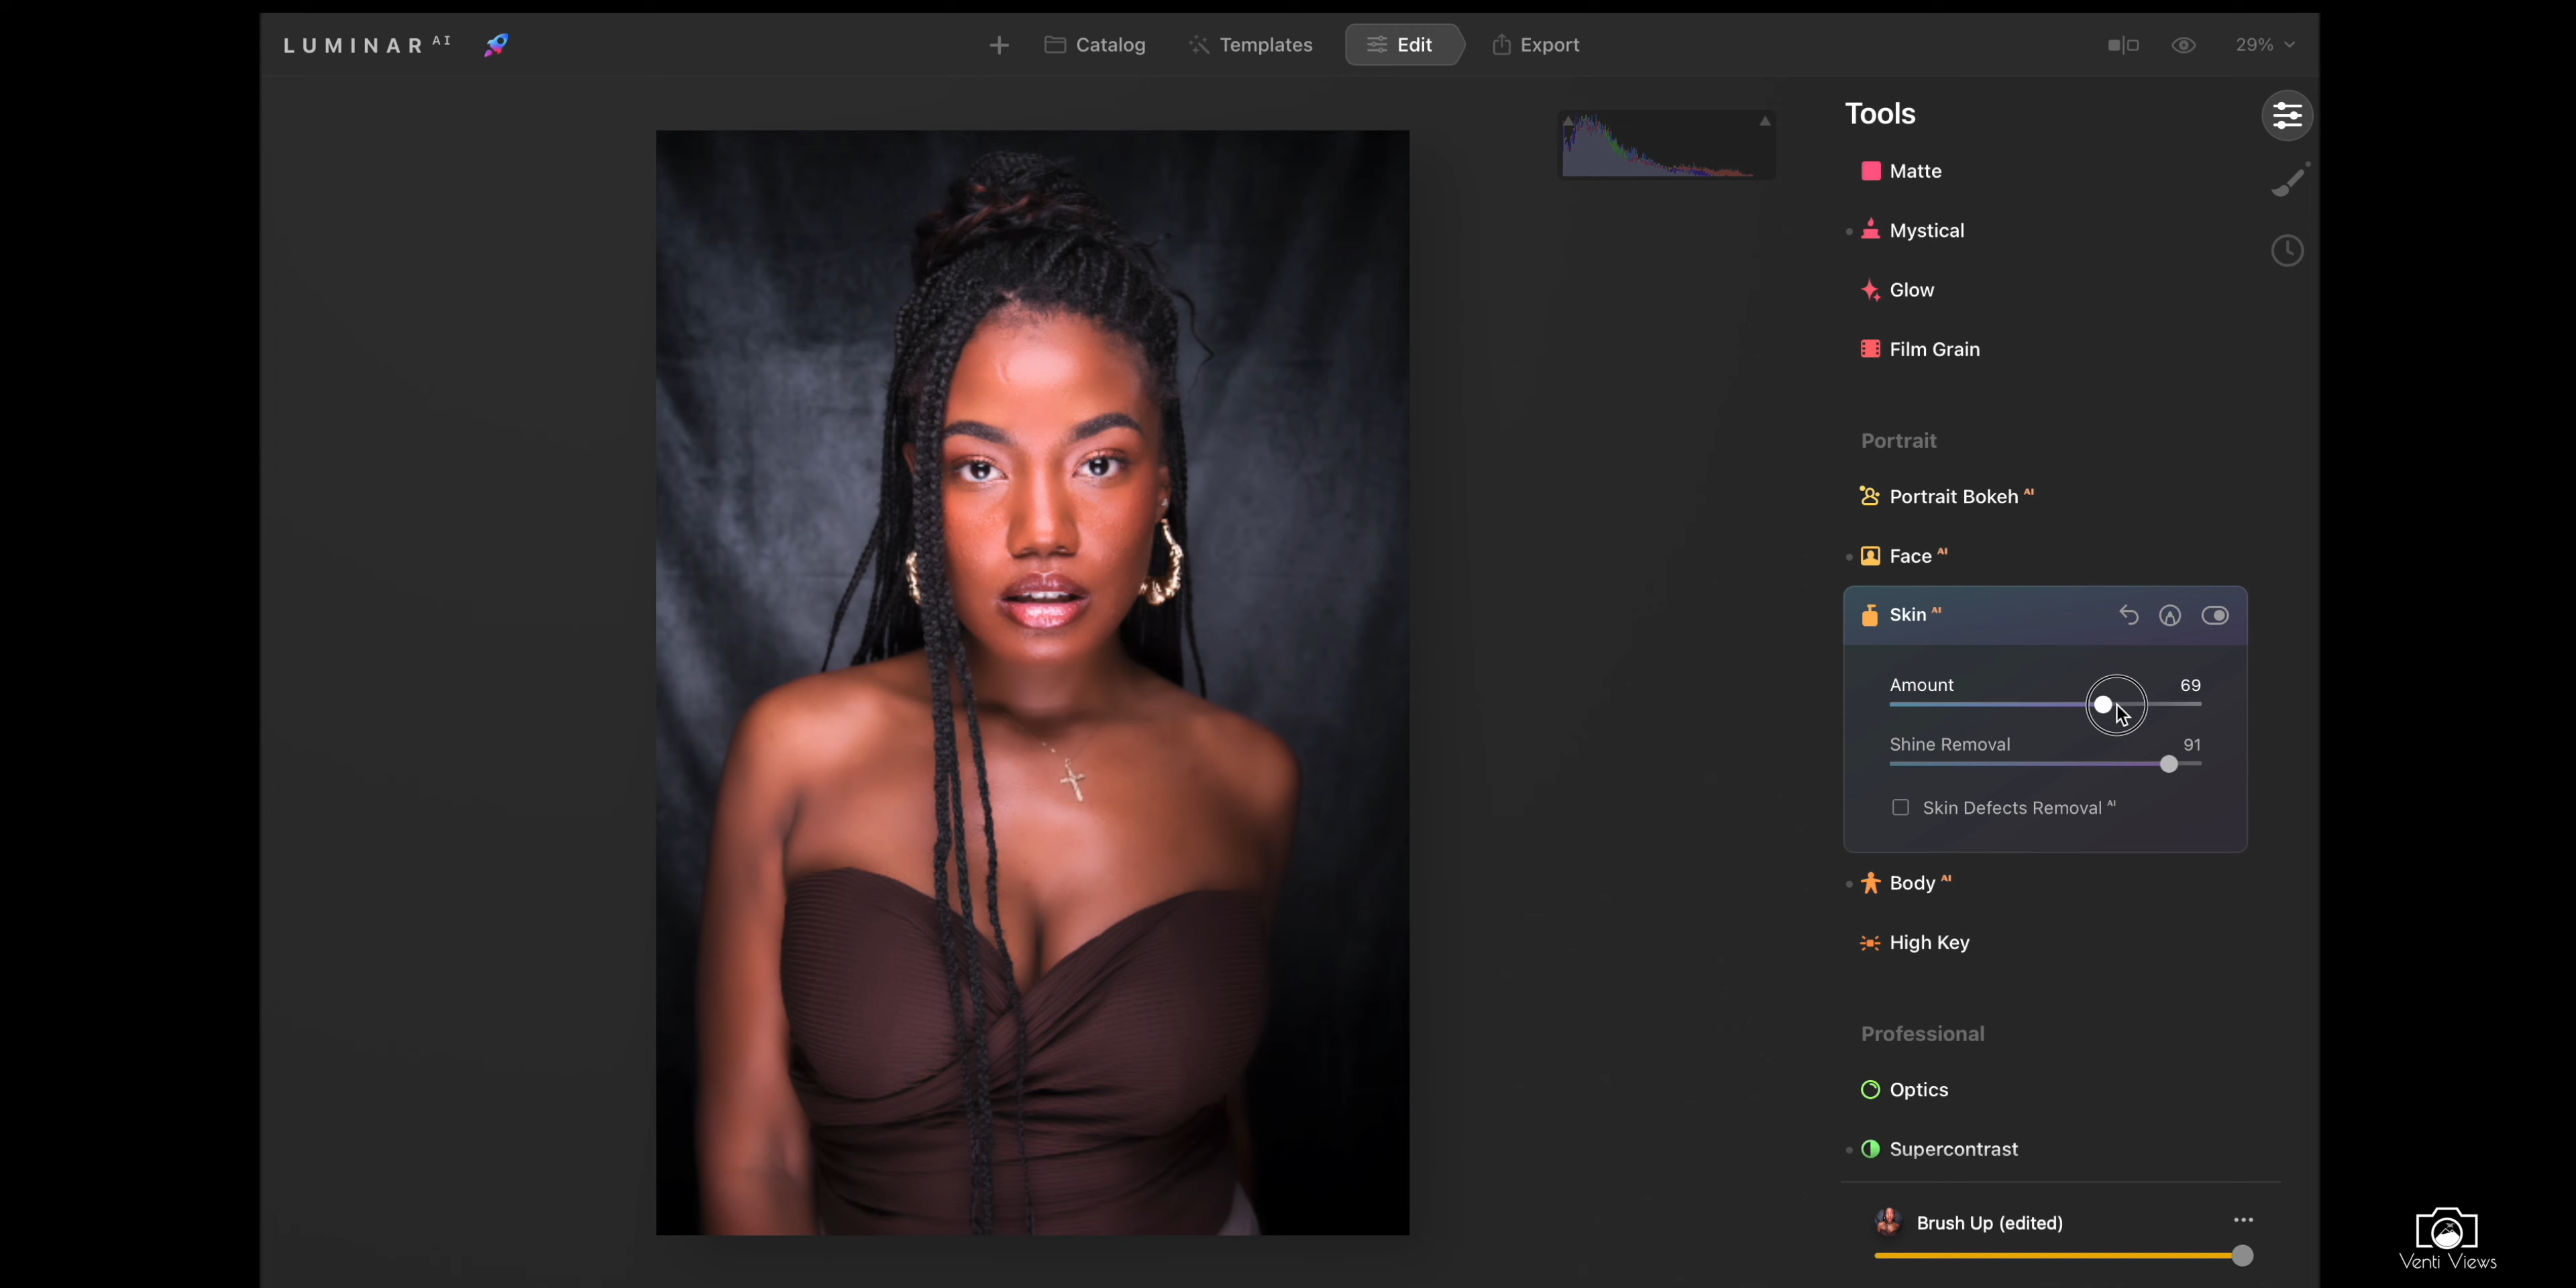 LUMINAR AI
Catalog
Templates
Edit
Export
29%
Tools
Matte
Mystical
Glow
Film Grain
Portrait
Portrait Bokeh AI
Face AI
Skin AI
Amount 69
Shine Removal 91
Skin Defects Removal AI
Body AI
High Key
Professional
Optics
Supercontrast
Brush Up (edited)
Venti Views